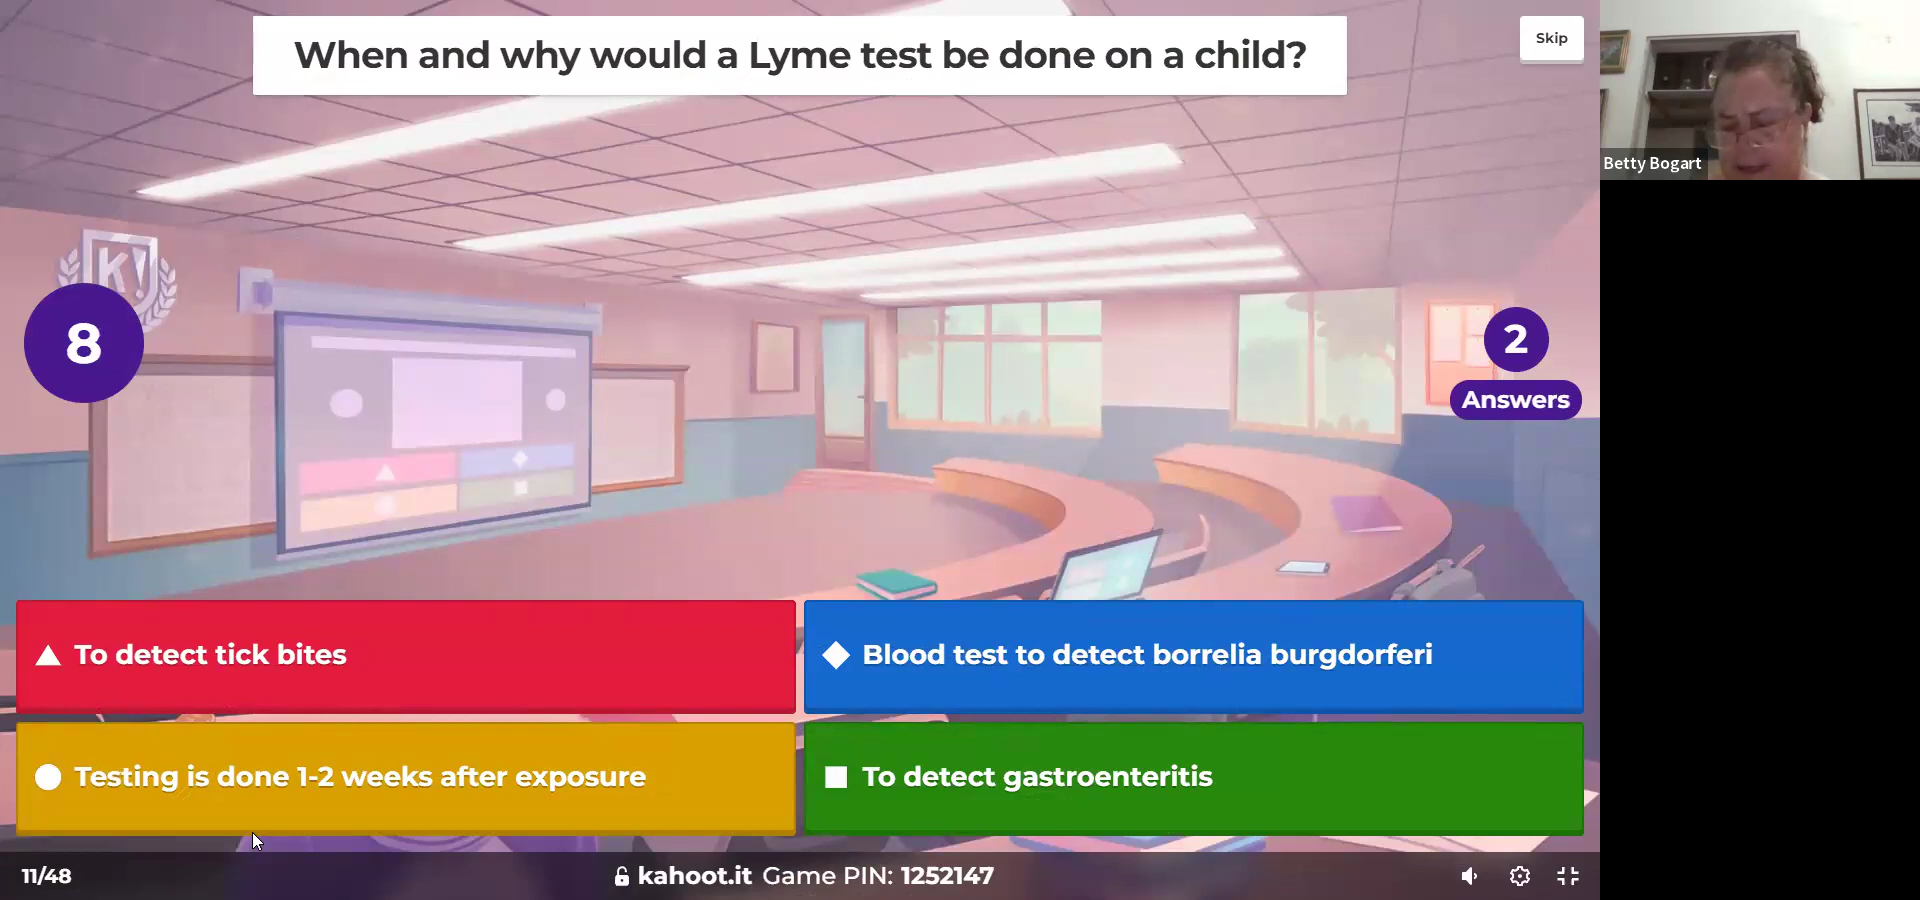 When and why would a Lyme test be done on a child?
Skip
Betty Bogart
K!
8
2
Answers
To detect tick bites
Blood test to detect borrelia burgdorferi
Testing is done 1-2 weeks after exposure
To detect gastroenteritis
11/48
kahoot.it Game PIN: 1252147